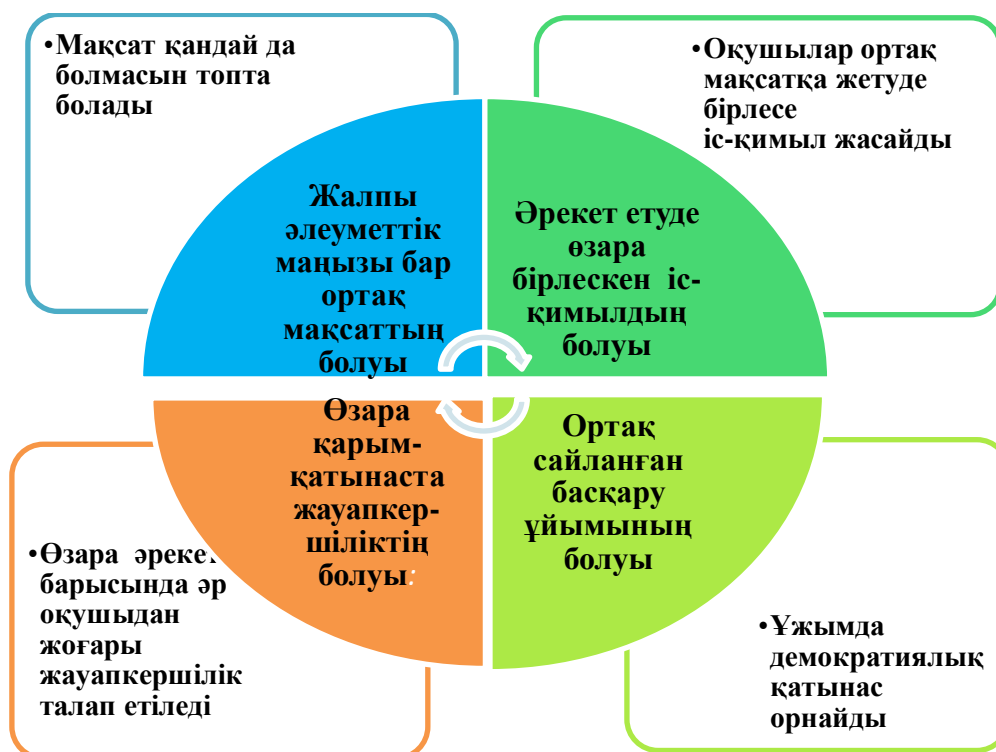 •Мақсат қандай да
болмасын топта
болады
•Оқушылар ортақ
мақсатқа жетуде
бірлесе
іс-қимыл жасайды
Жалпы
әлеуметтік
маңызы бар
ортақ
мақсаттың
болуы
Әрекет етуде
өзара
бірлескен іс-
қимылдың
болуы
Өзара
қарым-
қатынаста
жауапкер-
шіліктің
болуы:
Ортақ
сайланған
басқару
ұйымының
болуы
•Өзара әрекет
барысында әр
оқушыдан
жоғары
жауапкершілік
талап етіледі
•Ұжымда
демократиялық
қатынас
орнайды